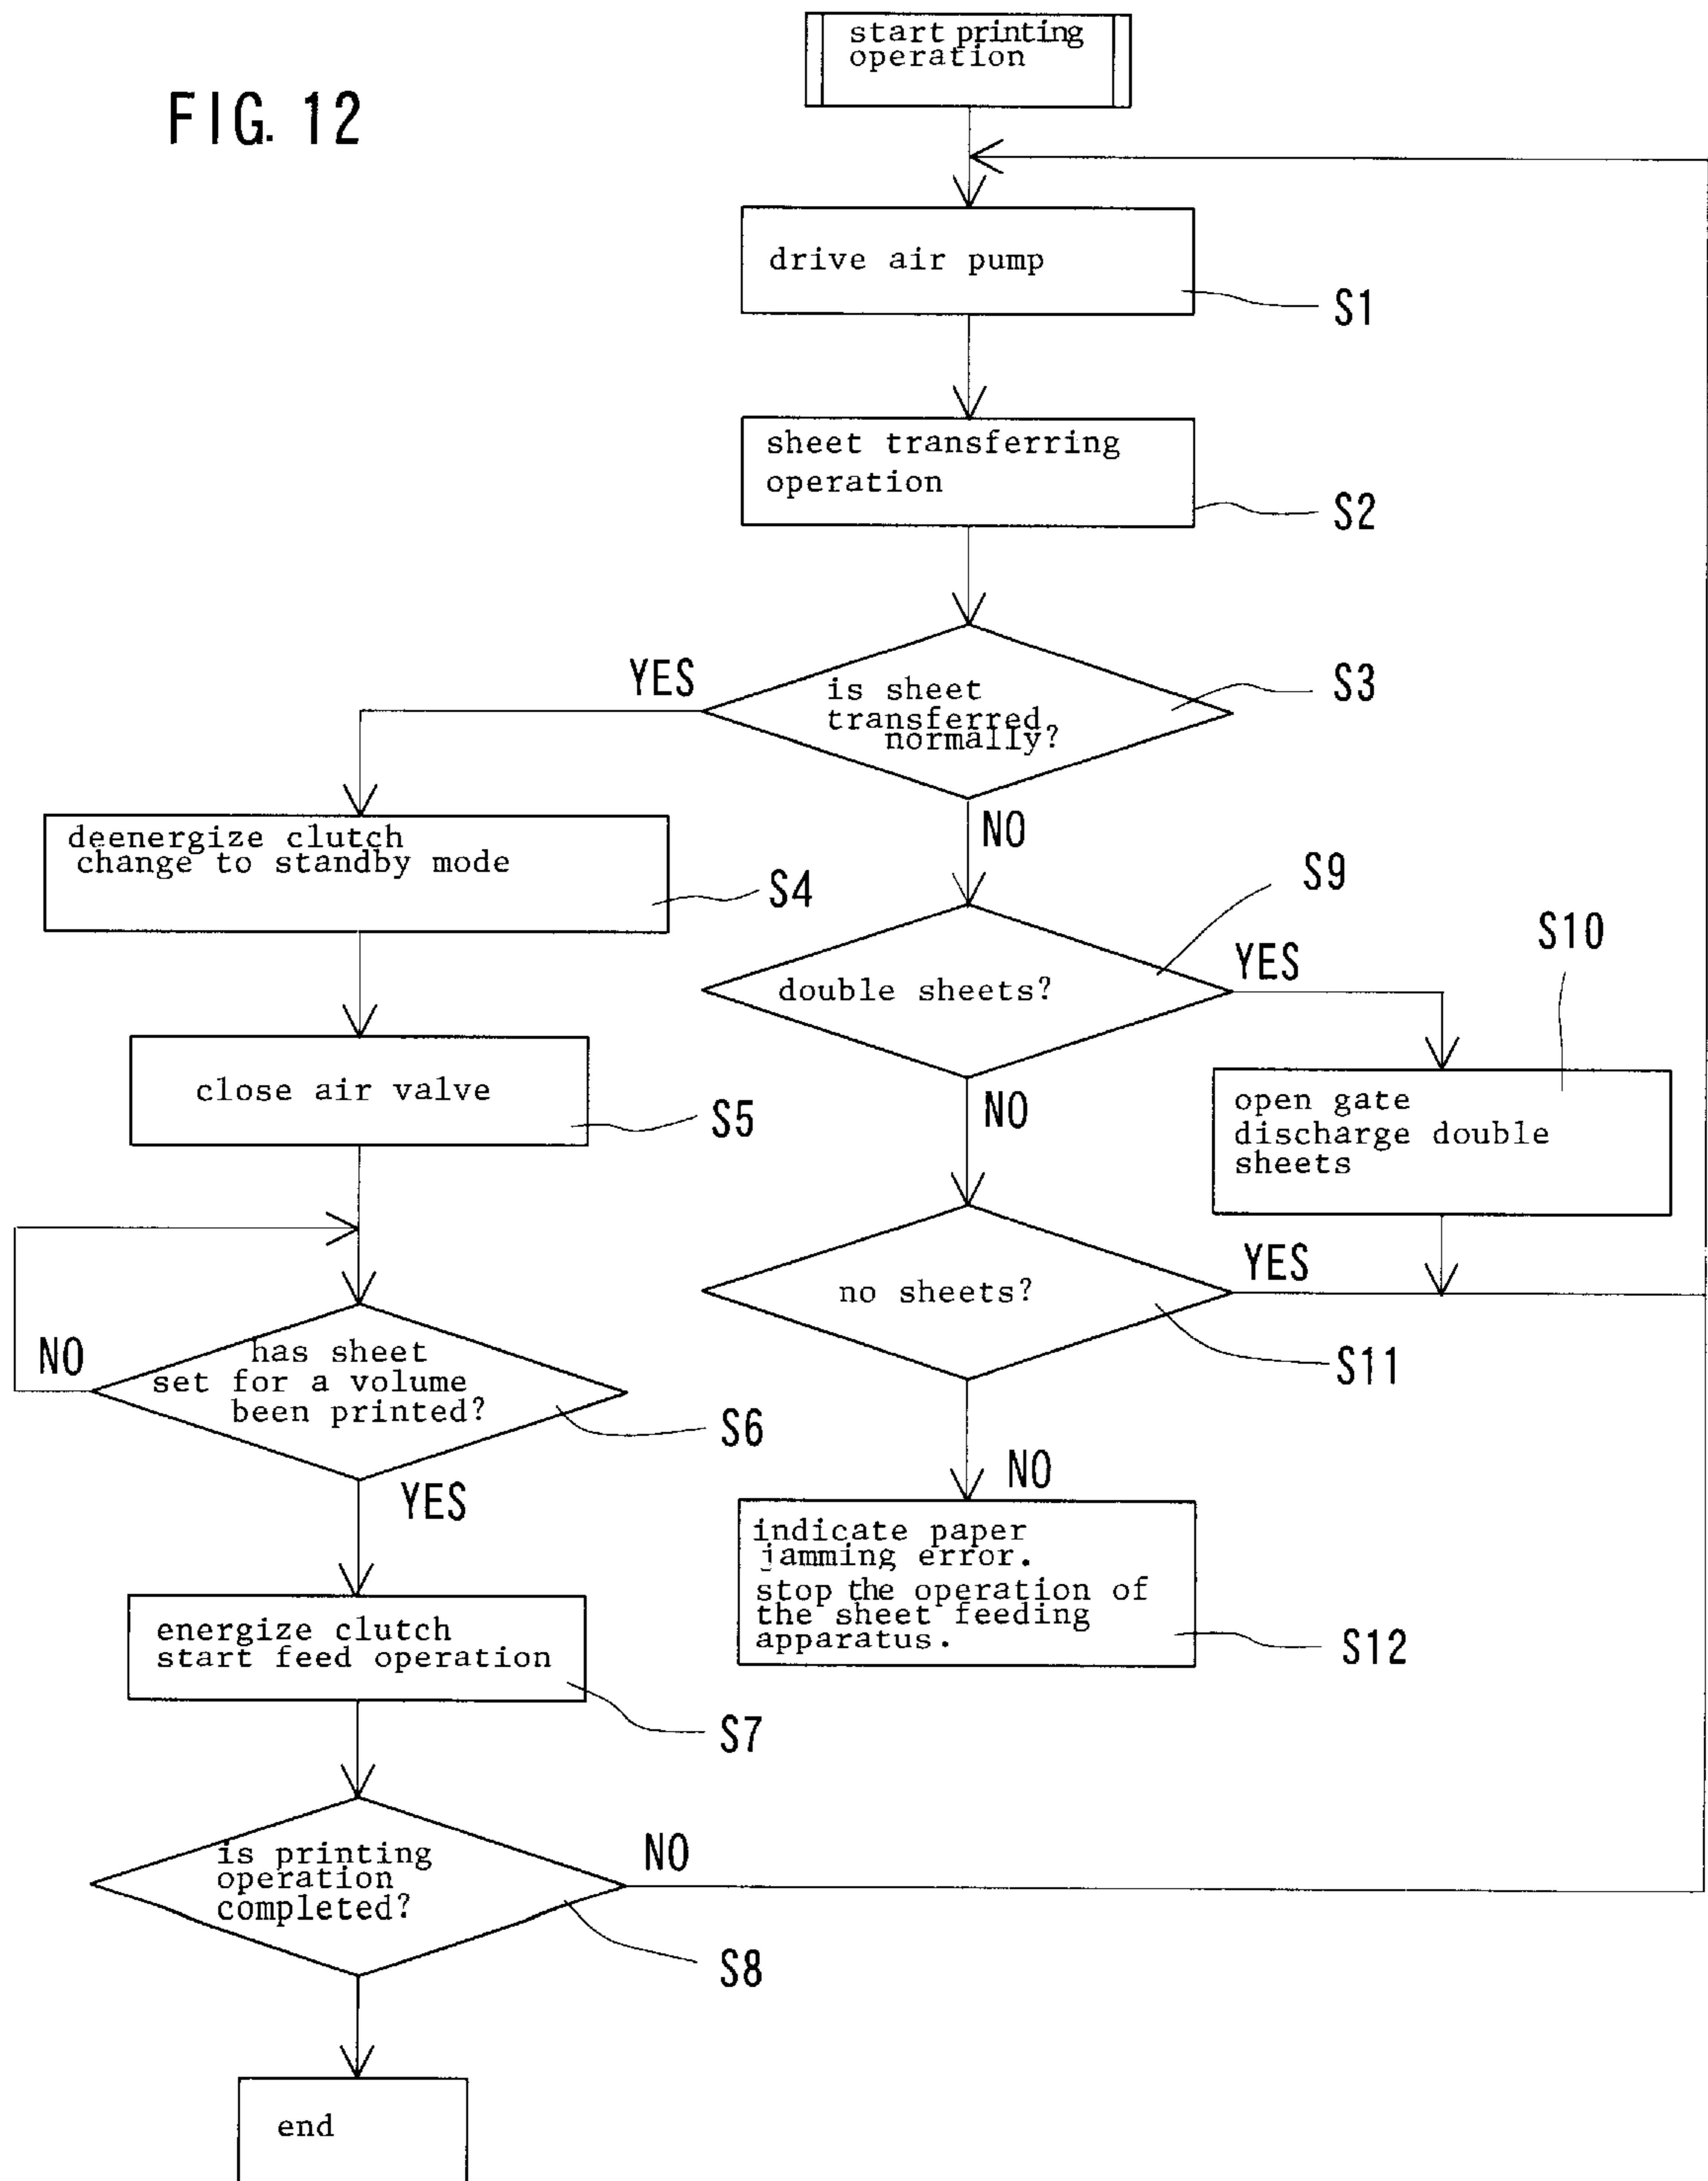 FIG. 12
start printing
operation
drive air pump
S1
sheet transferring
operation
S2
YES
is sheet
transferred
normally?
S3
NO
deenergize clutch
change to standby mode
S4
S9
double sheets?
YES
S10
close air valve
S5
NO
open gate
discharge double
sheets
no sheets?
YES
S11
NO
has sheet
set for a volume
been printed?
S6
YES
NO
indicate paper
jamming error.
stop the operation of
the sheet feeding
apparatus.
S12
energize clutch
start feed operation
S7
is printing
operation
completed?
NO
S8
end